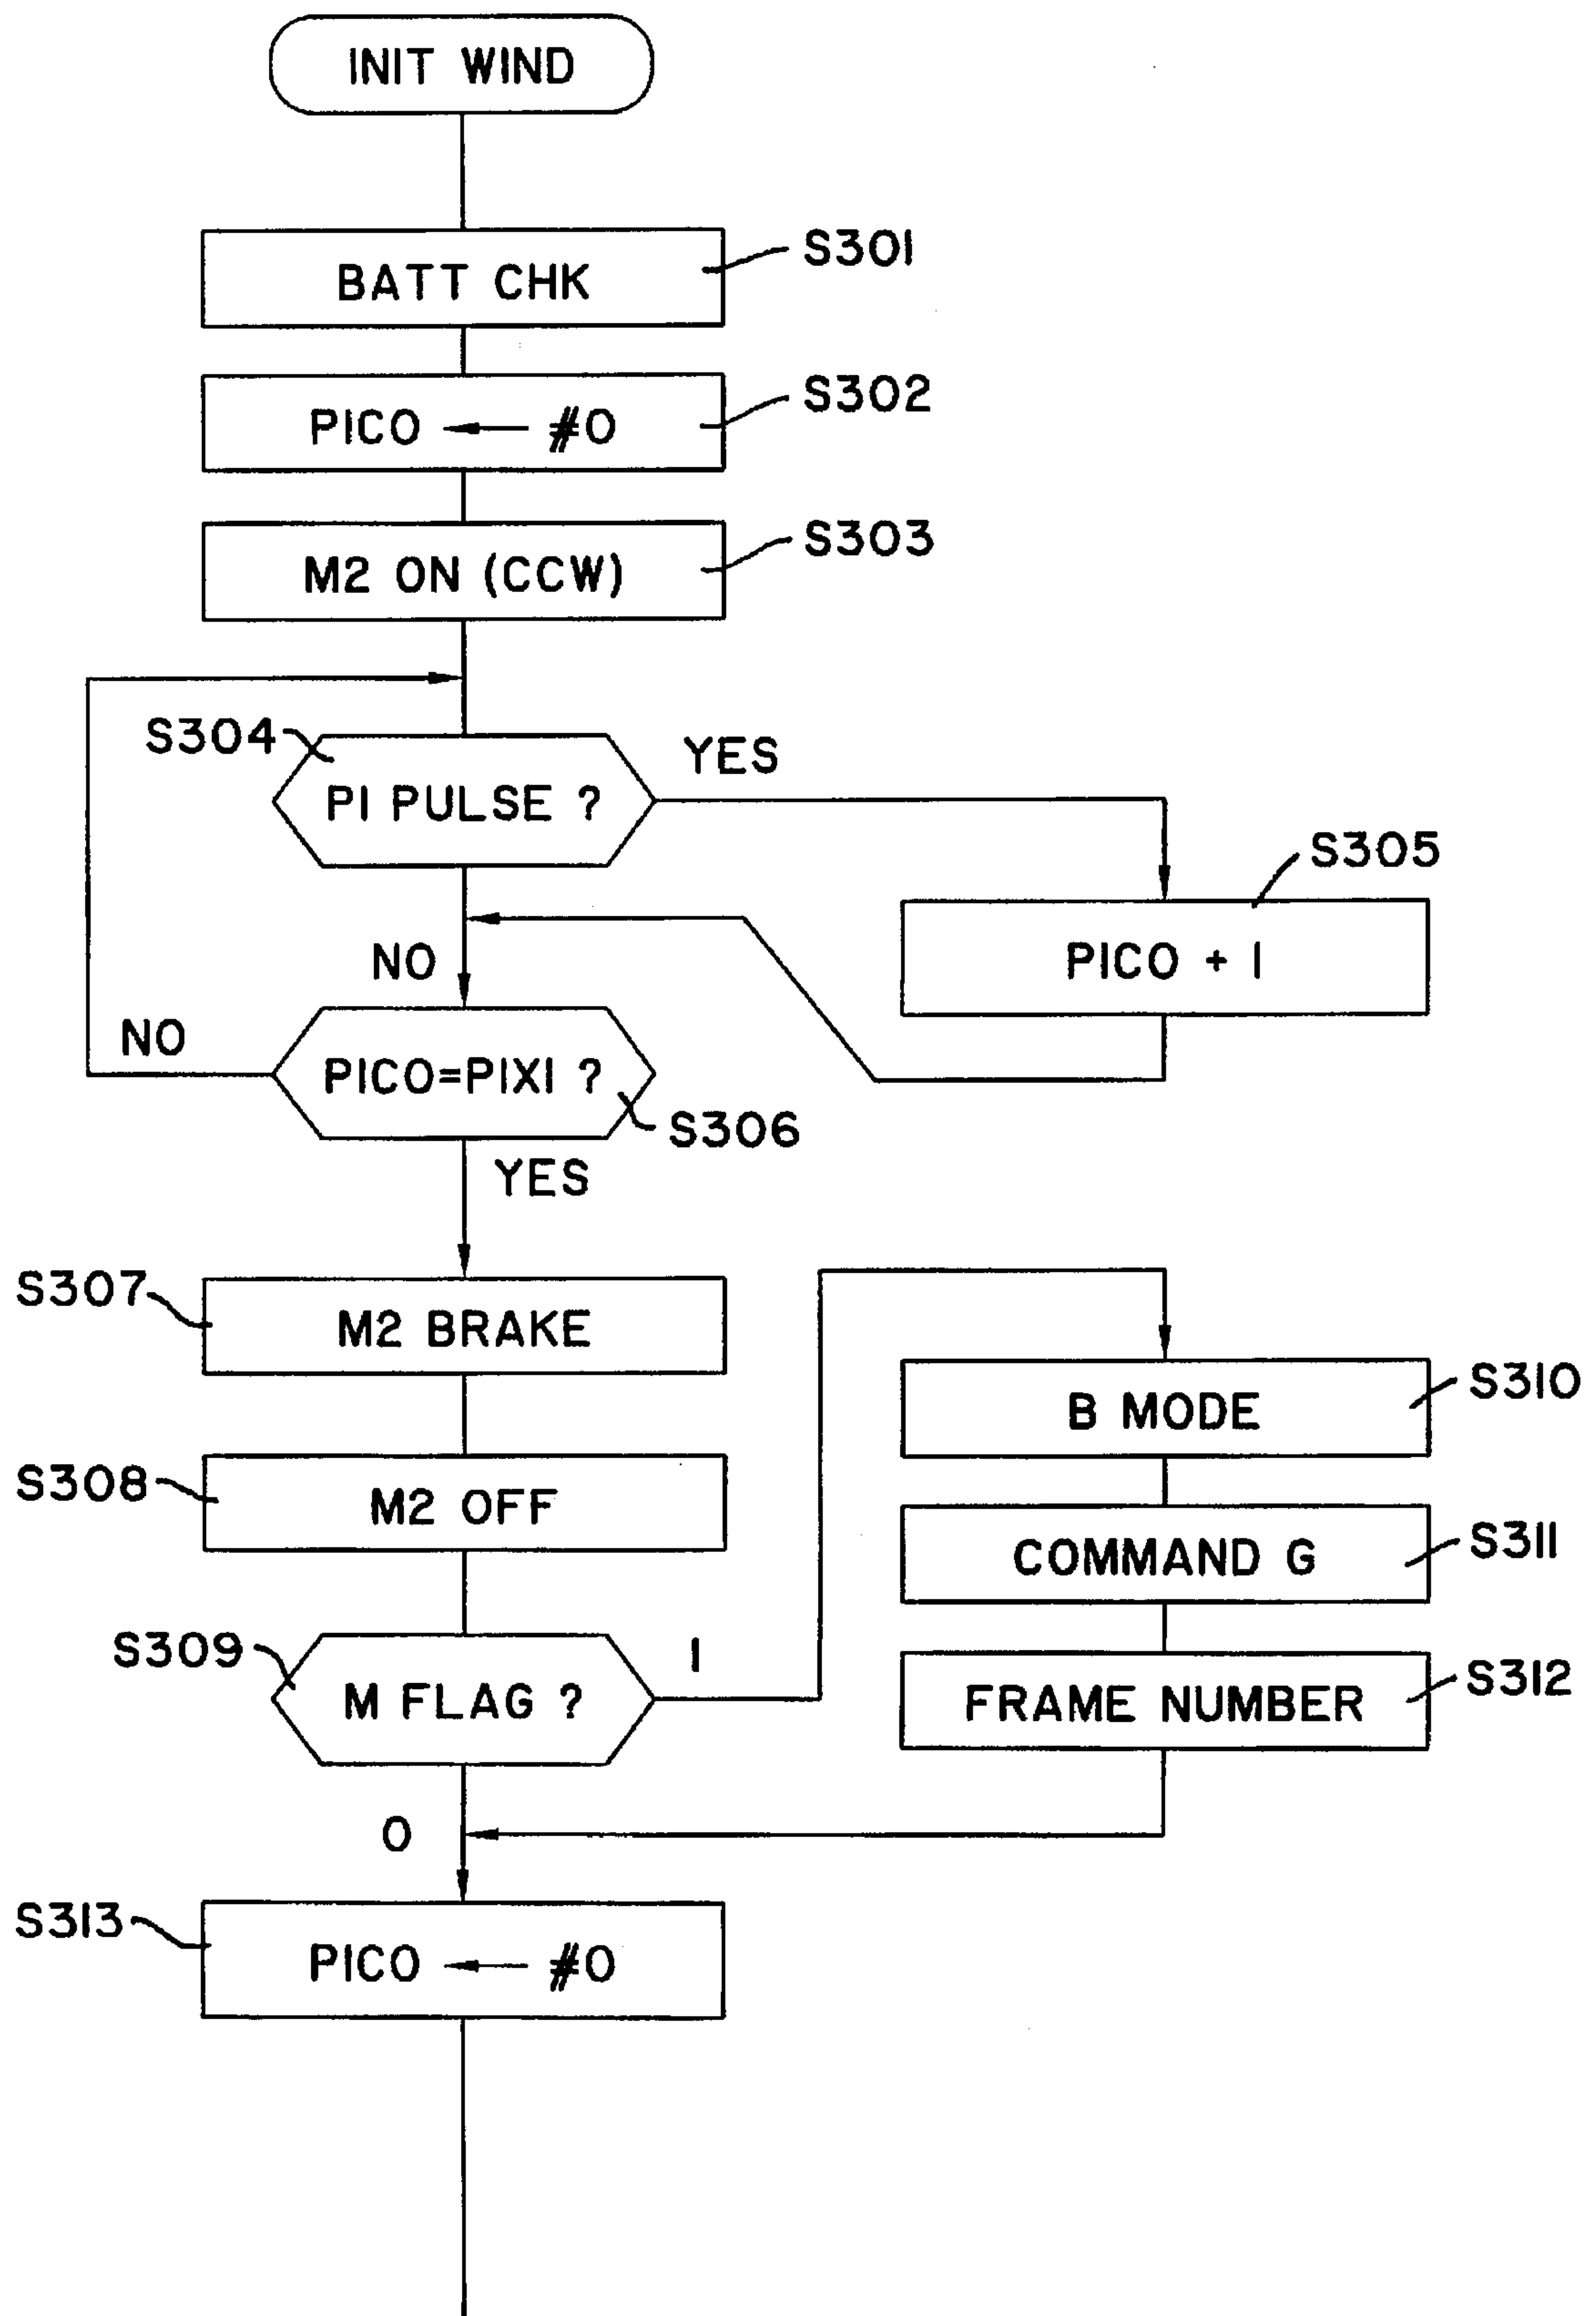 INIT WIND
BATT CHK
S301
PICO ← #0
S302
M2 ON (CCW)
S303
S304
PI PULSE ?
YES
S305
PICO + 1
NO
NO
PICO=PIX1 ?
S306
YES
S307
M2 BRAKE
S308
M2 OFF
S309
M FLAG ?
1
B MODE
S310
COMMAND G
S311
FRAME NUMBER
S312
0
S313
PICO ← #0